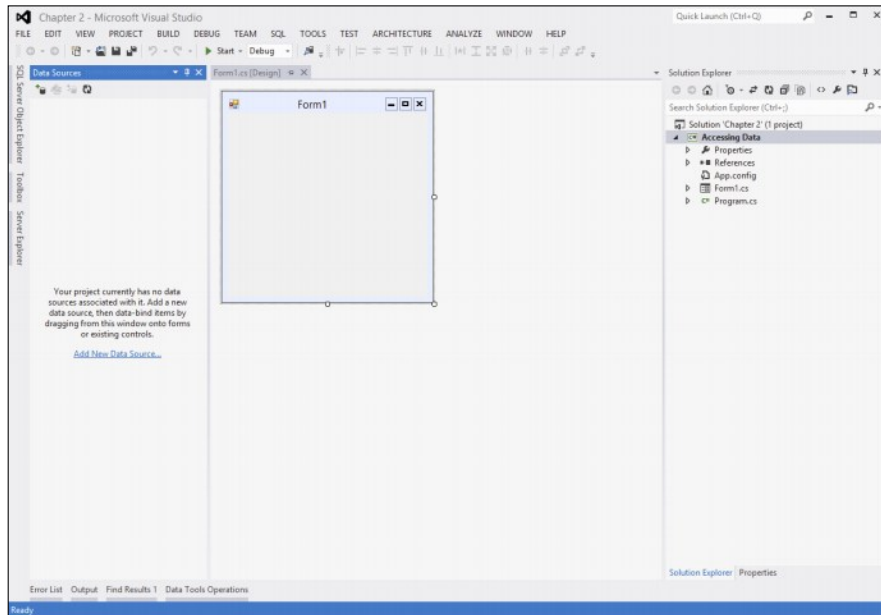 Chapter 2 - Microsoft Visual Studio
Quick Launch (Ctrl+Q)
FILE EDIT VIEW PROJECT BUILD DEBUG TEAM SQL TOOLS TEST ARCHITECTURE ANALYZE WINDOW HELP
Start Debug
SQL Server Object Explorer
Toolbox
Server Explorer
Data Sources
Your project currently has no data
sources associated with it. Add a new
data source, then data-bind items by
dragging from this window onto forms
or existing controls.
Add New Data Source...
Form1.cs [Design]
Form1
Solution Explorer
Search Solution Explorer (Ctrl+;)
Solution 'Chapter 2' (1 project)
C# Accessing Data
Properties
References
App.config
Form1.cs
C# Program.cs
Solution Explorer Properties
Error List Output Find Results 1 Data Tools Operations
Ready